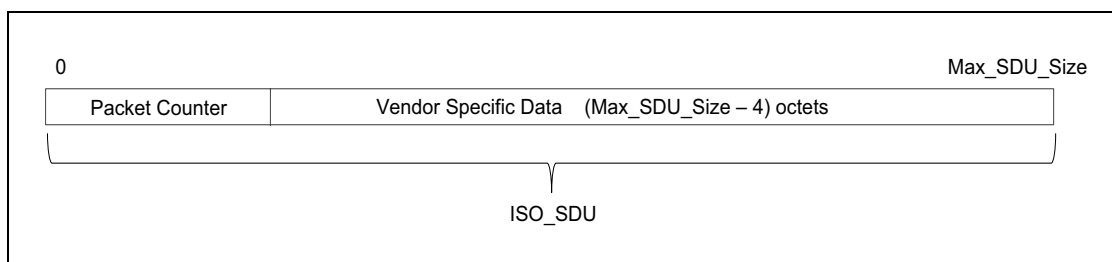 0 Max_SDU_Size
Packet Counter Vendor Specific Data (Max_SDU_Size – 4) octets
ISO_SDU